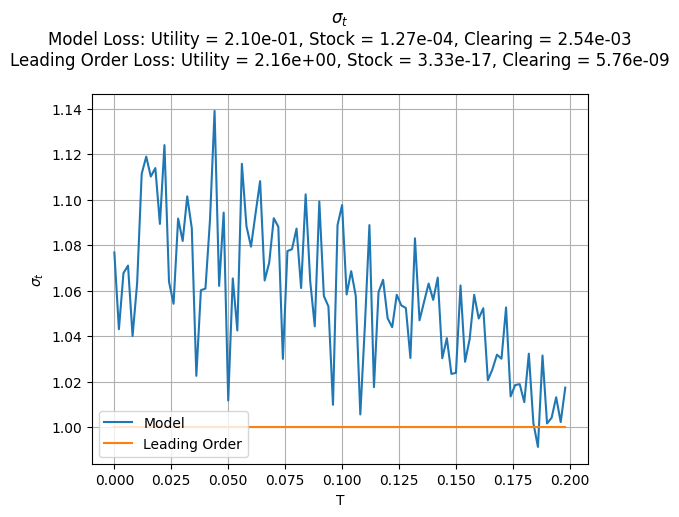 σt
Model Loss: Utility = 2.10e-01, Stock = 1.27e-04, Clearing = 2.54e-03
Leading Order Loss: Utility = 2.16e+00, Stock = 3.33e-17, Clearing = 5.76e-09
1.14
1.12
1.10
1.08
1.06
1.04
1.02
1.00
σt
Model
Leading Order
0.000 0.025 0.050 0.075 0.100 0.125 0.150 0.175 0.200
T